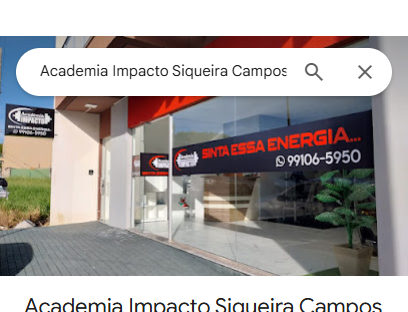 Academia Impacto Siqueira Campos
Academia
IMPACTO
SINTA ESSA ENERGIA...
99106-5950
SINTA ESSA ENERGIA...
99106-5950
Academia Impacto Siqueira Campos